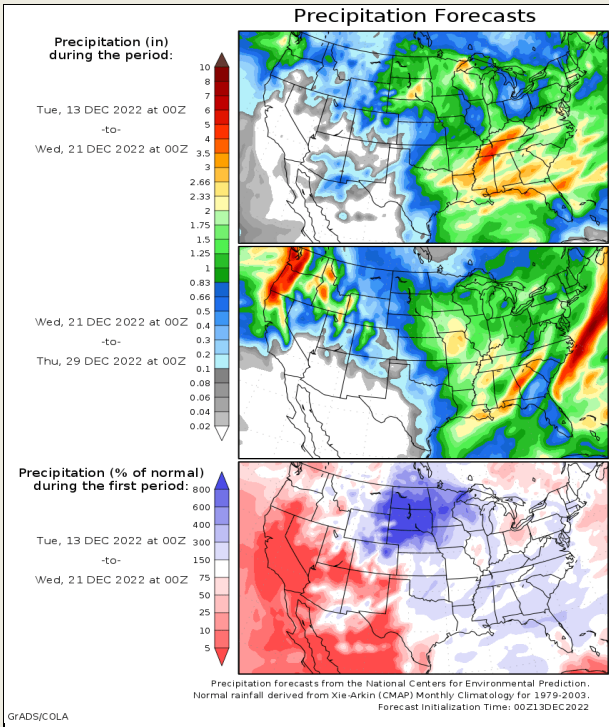 Precipitation Forecasts
Precipitation (in)
during the period:
Tue, 13 DEC 2022 at 00Z
-to-
Wed, 21 DEC 2022 at 00Z
10
8
7
6
5
4
3.5
3
2.66
2.33
2
1.75
1.5
1.25
1
0.83
0.66
0.5
0.4
0.3
0.2
0.1
0.08
0.06
0.04
0.02
Wed, 21 DEC 2022 at 00Z
-to-
Thu, 29 DEC 2022 at 00Z
Precipitation (% of normal)
during the first period:
Tue, 13 DEC 2022 at 00Z
-to-
Wed, 21 DEC 2022 at 00Z
800
600
400
300
150
75
50
25
10
5
Precipitation forecasts from the National Centers for Environmental Prediction.
Normal rainfall derived from Xie-Arkin (CMAP) Monthly Climatology for 1979-2003.
Forecast Initialization Time: 00Z13DEC2022
GrADS/COLA